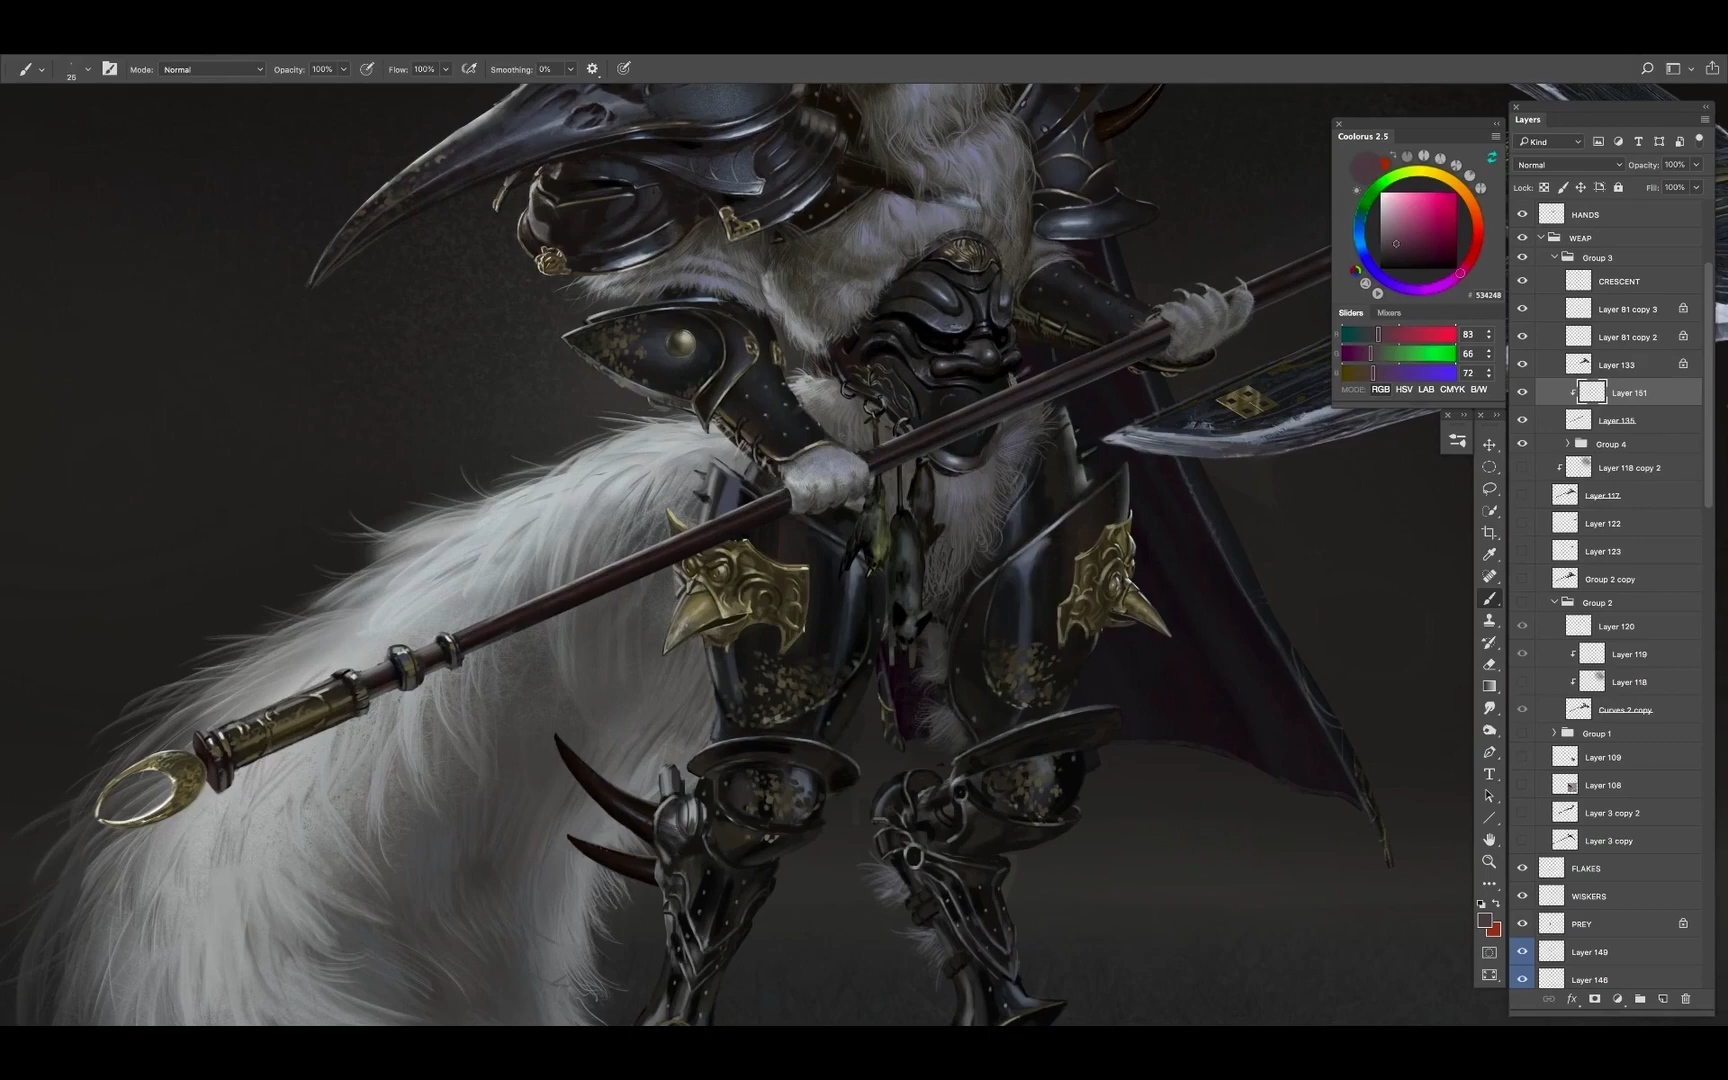 25 Mode: Normal Opacity: 100% Flow: 100% Smoothing: 0%
Coolorus 2.5
# 534248
Sliders Mixers
R 83
66
72
MODE: RGB HSV LAB CMYK B/W
Layers
Kind
Normal Opacity: 100%
Lock: Fill: 100%
HANDS
WEAP
Group 3
CRESCENT
Layer 81 copy 3
Layer 81 copy 2
Layer 133
Layer 151
Layer 135
Group 4
Layer 118 copy 2
Layer 117
Layer 122
Layer 123
Group 2 copy
Group 2
Layer 120
Layer 119
Layer 118
Curves 2 copy
Group 1
Layer 109
Layer 108
Layer 3 copy 2
Layer 3 copy
FLAKES
WISKERS
PREY
Layer 149
Layer 146
fx